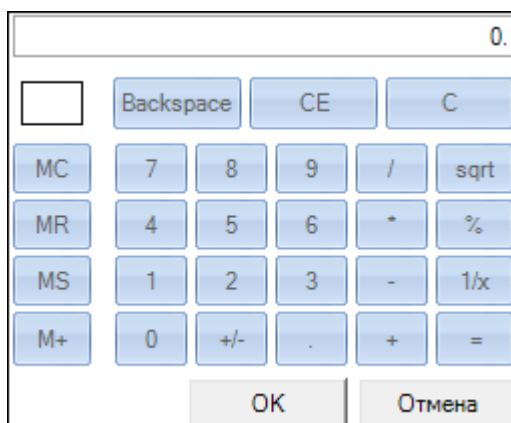 0.
Backspace CE C
MC 7 8 9 / sqrt
MR 4 5 6 * %
MS 1 2 3 - 1/x
M+ 0 +/- . + =
OK Отмена